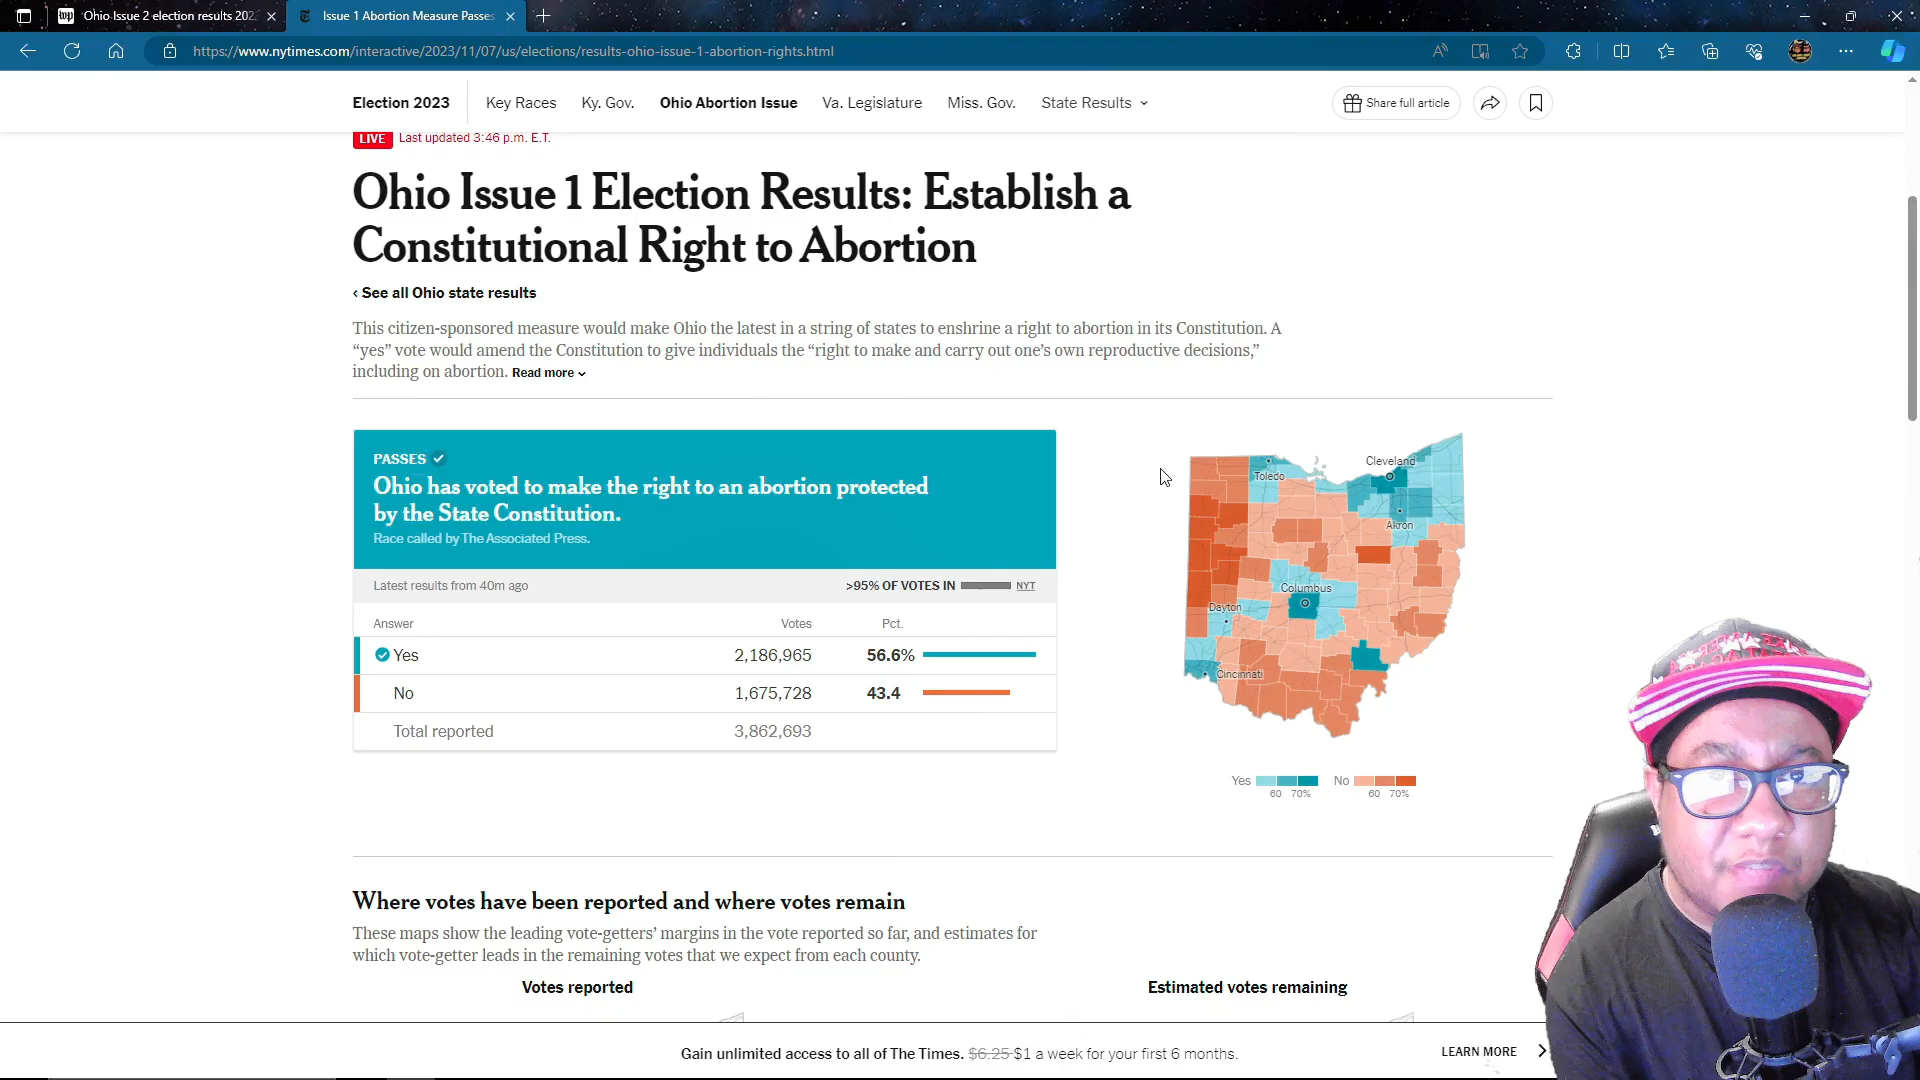 Ohio Issue 2 election results 202
Issue 1 Abortion Measure Passes
https://www.nytimes.com/interactive/2023/11/07/us/elections/results-ohio-issue-1-abortion-rights.html
Election 2023
Key Races
Ky. Gov.
Ohio Abortion Issue
Va. Legislature
Miss. Gov.
State Results
Share full article
LIVE Last updated 3:46 p.m. E.T.
Ohio Issue 1 Election Results: Establish a
Constitutional Right to Abortion
‹ See all Ohio state results
This citizen-sponsored measure would make Ohio the latest in a string of states to enshrine a right to abortion in its Constitution. A
“yes” vote would amend the Constitution to give individuals the “right to make and carry out one’s own reproductive decisions,”
including on abortion. Read more
PASSES
Ohio has voted to make the right to an abortion protected
by the State Constitution.
Race called by The Associated Press.
Latest results from 40m ago
>95% OF VOTES IN
NYT
Answer Votes Pct.
Yes 2,186,965 56.6%
No 1,675,728 43.4
Total reported 3,862,693
Cleveland
Toledo
Akron
Columbus
Dayton
Cincinnati
Yes No
60 70% 60 70%
Where votes have been reported and where votes remain
These maps show the leading vote-getters’ margins in the vote reported so far, and estimates for
which vote-getter leads in the remaining votes that we expect from each county.
Votes reported
Estimated votes remaining
Gain unlimited access to all of The Times. $6.25 $1 a week for your first 6 months.
LEARN MORE